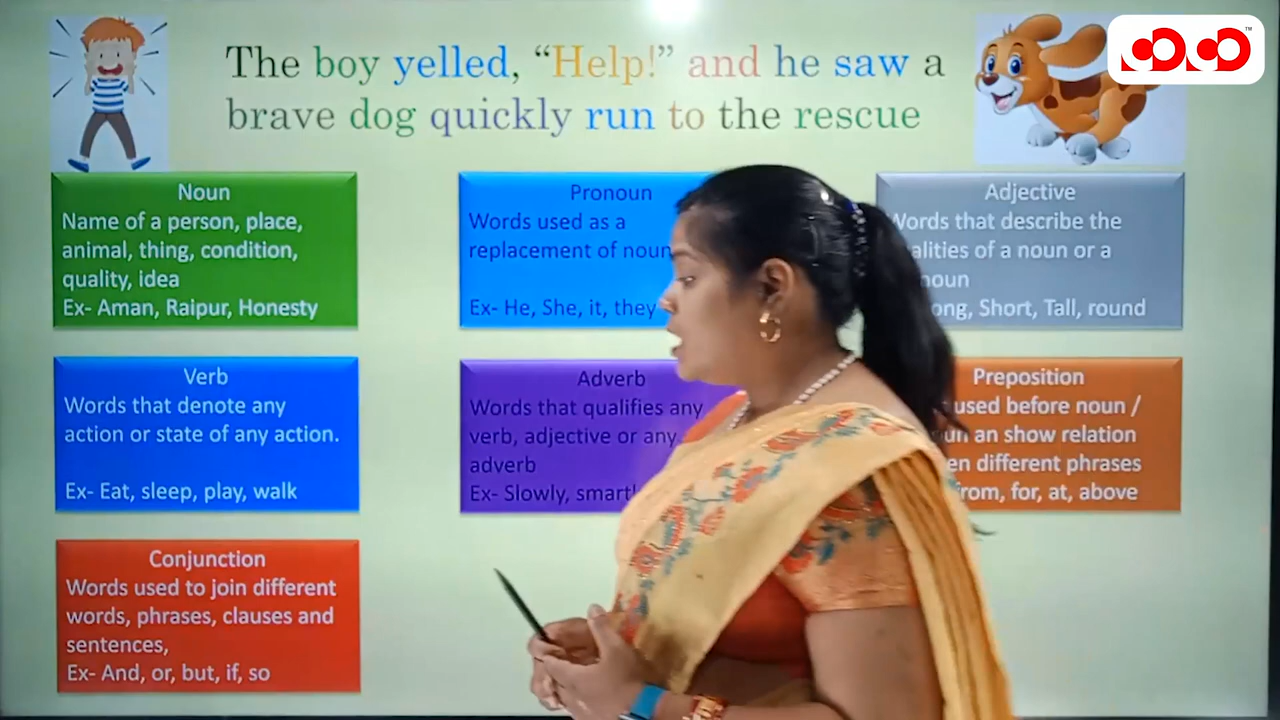 The boy yelled, “Help!” and he saw a
brave dog quickly run to the rescue
Noun
Name of a person, place,
animal, thing, condition,
quality, idea
Ex- Aman, Raipur, Honesty
Pronoun
Words used as a
replacement of noun
Ex- He, She, it, they
Adjective
Words that describe the
of a noun or a
Short, Tall, round
Verb
Words that denote any
action or state of any action.
Ex- Eat, sleep, play, walk
Adverb
Words that qualifies any
verb, adjective or any
adverb
Ex- Slowly,
Preposition
used before noun /
an show relation
different phrases
for, at, above
Conjunction
Words used to join different
words, phrases, clauses and
sentences,
Ex- And, or, but, if, so
TM